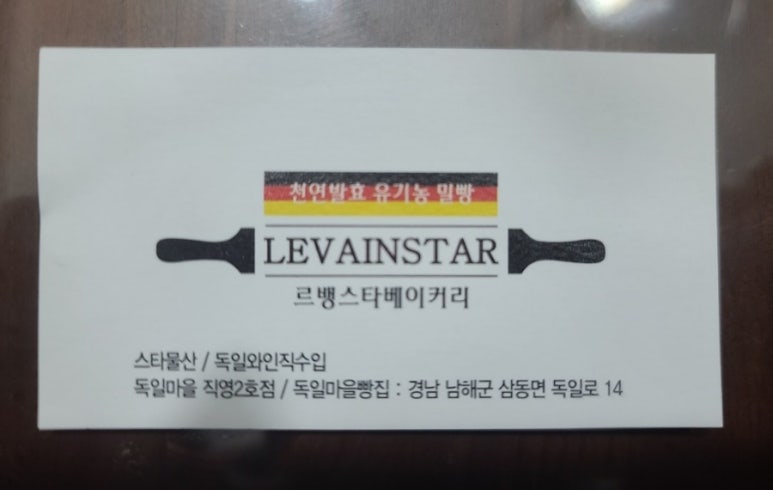 천연발효 유기농 밀빵
LEVAINSTAR
르뱅스타베이커리
스타물산 / 독일와인직수입
독일마을 직영2호점 / 독일마을빵집 : 경남 남해군 삼동면 독일로 14